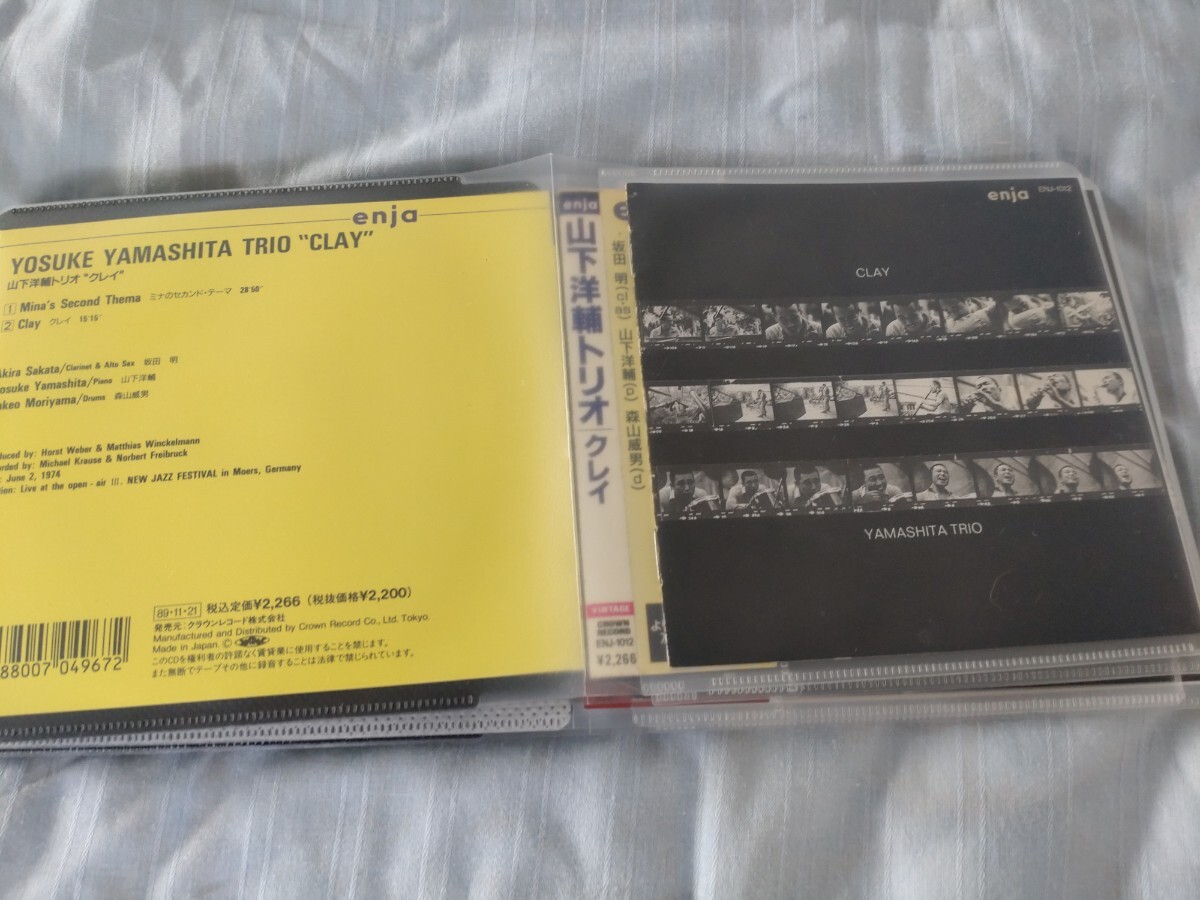 enja
YOSUKE YAMASHITA TRIO "CLAY"
山下洋輔トリオ "クレイ"
1 Mina's Second Thema ミナのセカンド・テーマ 28'50"
2 Clay クレイ 15'15"
Akira Sakata/Clarinet & Alto Sax 坂田 明
osuke Yamashita/Piano 山下洋輔
keo Moriyama/Drums 森山威男
duced by: Horst Weber & Matthias Winckelmann
orded by: Michael Krause & Norbert Freibruck
: June 2, 1974
tion: Live at the open-air III. NEW JAZZ FESTIVAL in Moers, Germany
89・11・21 税込定価¥2,266 (税抜価格¥2,200)
発売元:クラウンレコード株式会社
Manufactured and Distributed by Crown Record Co., Ltd. Tokyo.
Made in Japan. ©
このCDを権利者の許諾なく賃貸業に使用することを禁じます。
また無断でテープその他に録音することは法律で禁じられています。
88007 049672
enja
山下洋輔トリオ
クレイ
VINTAGE
CROWN
RECORD
ENJ-1012
¥2,266
坂田 明(cl・as) 山下洋輔(p) 森山威男(d)
enja
ENJ-1012
CLAY
YAMASHITA TRIO